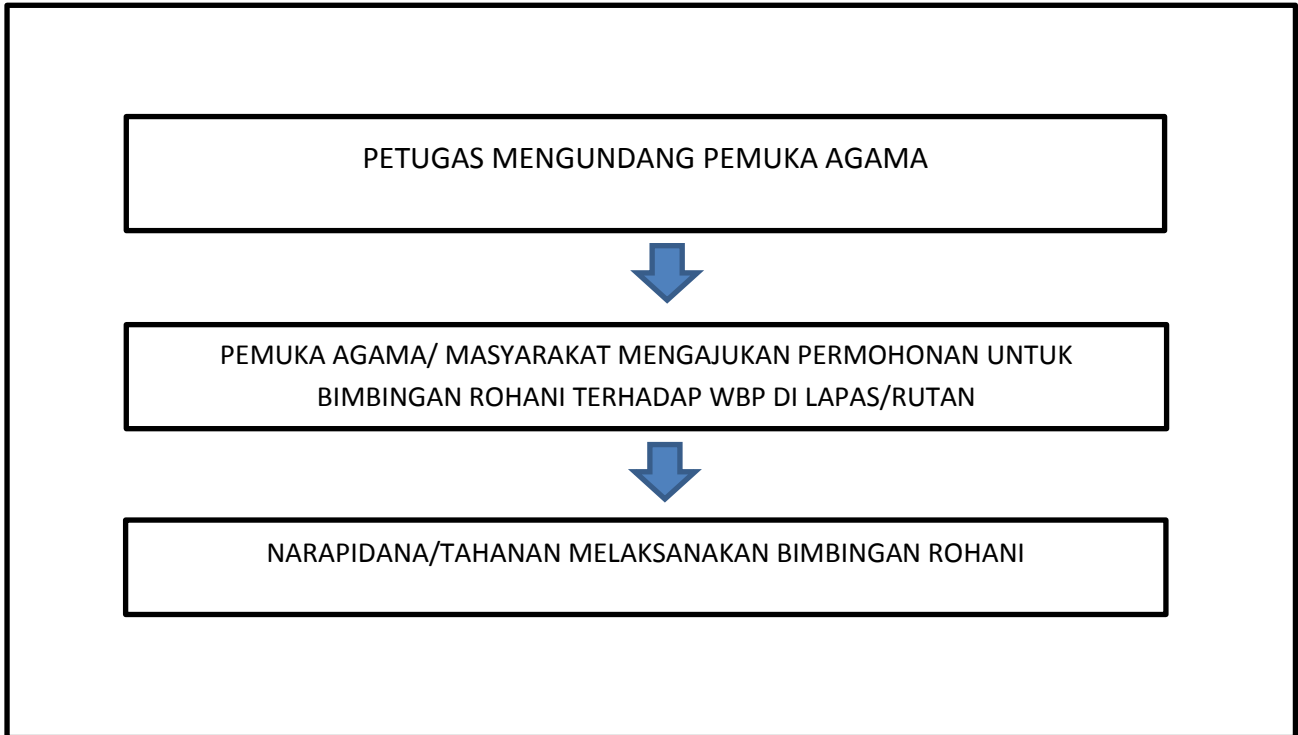 PETUGAS MENGUNDANG PEMUKA AGAMA
PEMUKA AGAMA/ MASYARAKAT MENGAJUKAN PERMOHONAN UNTUK
BIMBINGAN ROHANI TERHADAP WBP DI LAPAS/RUTAN
NARAPIDANA/TAHANAN MELAKSANAKAN BIMBINGAN ROHANI